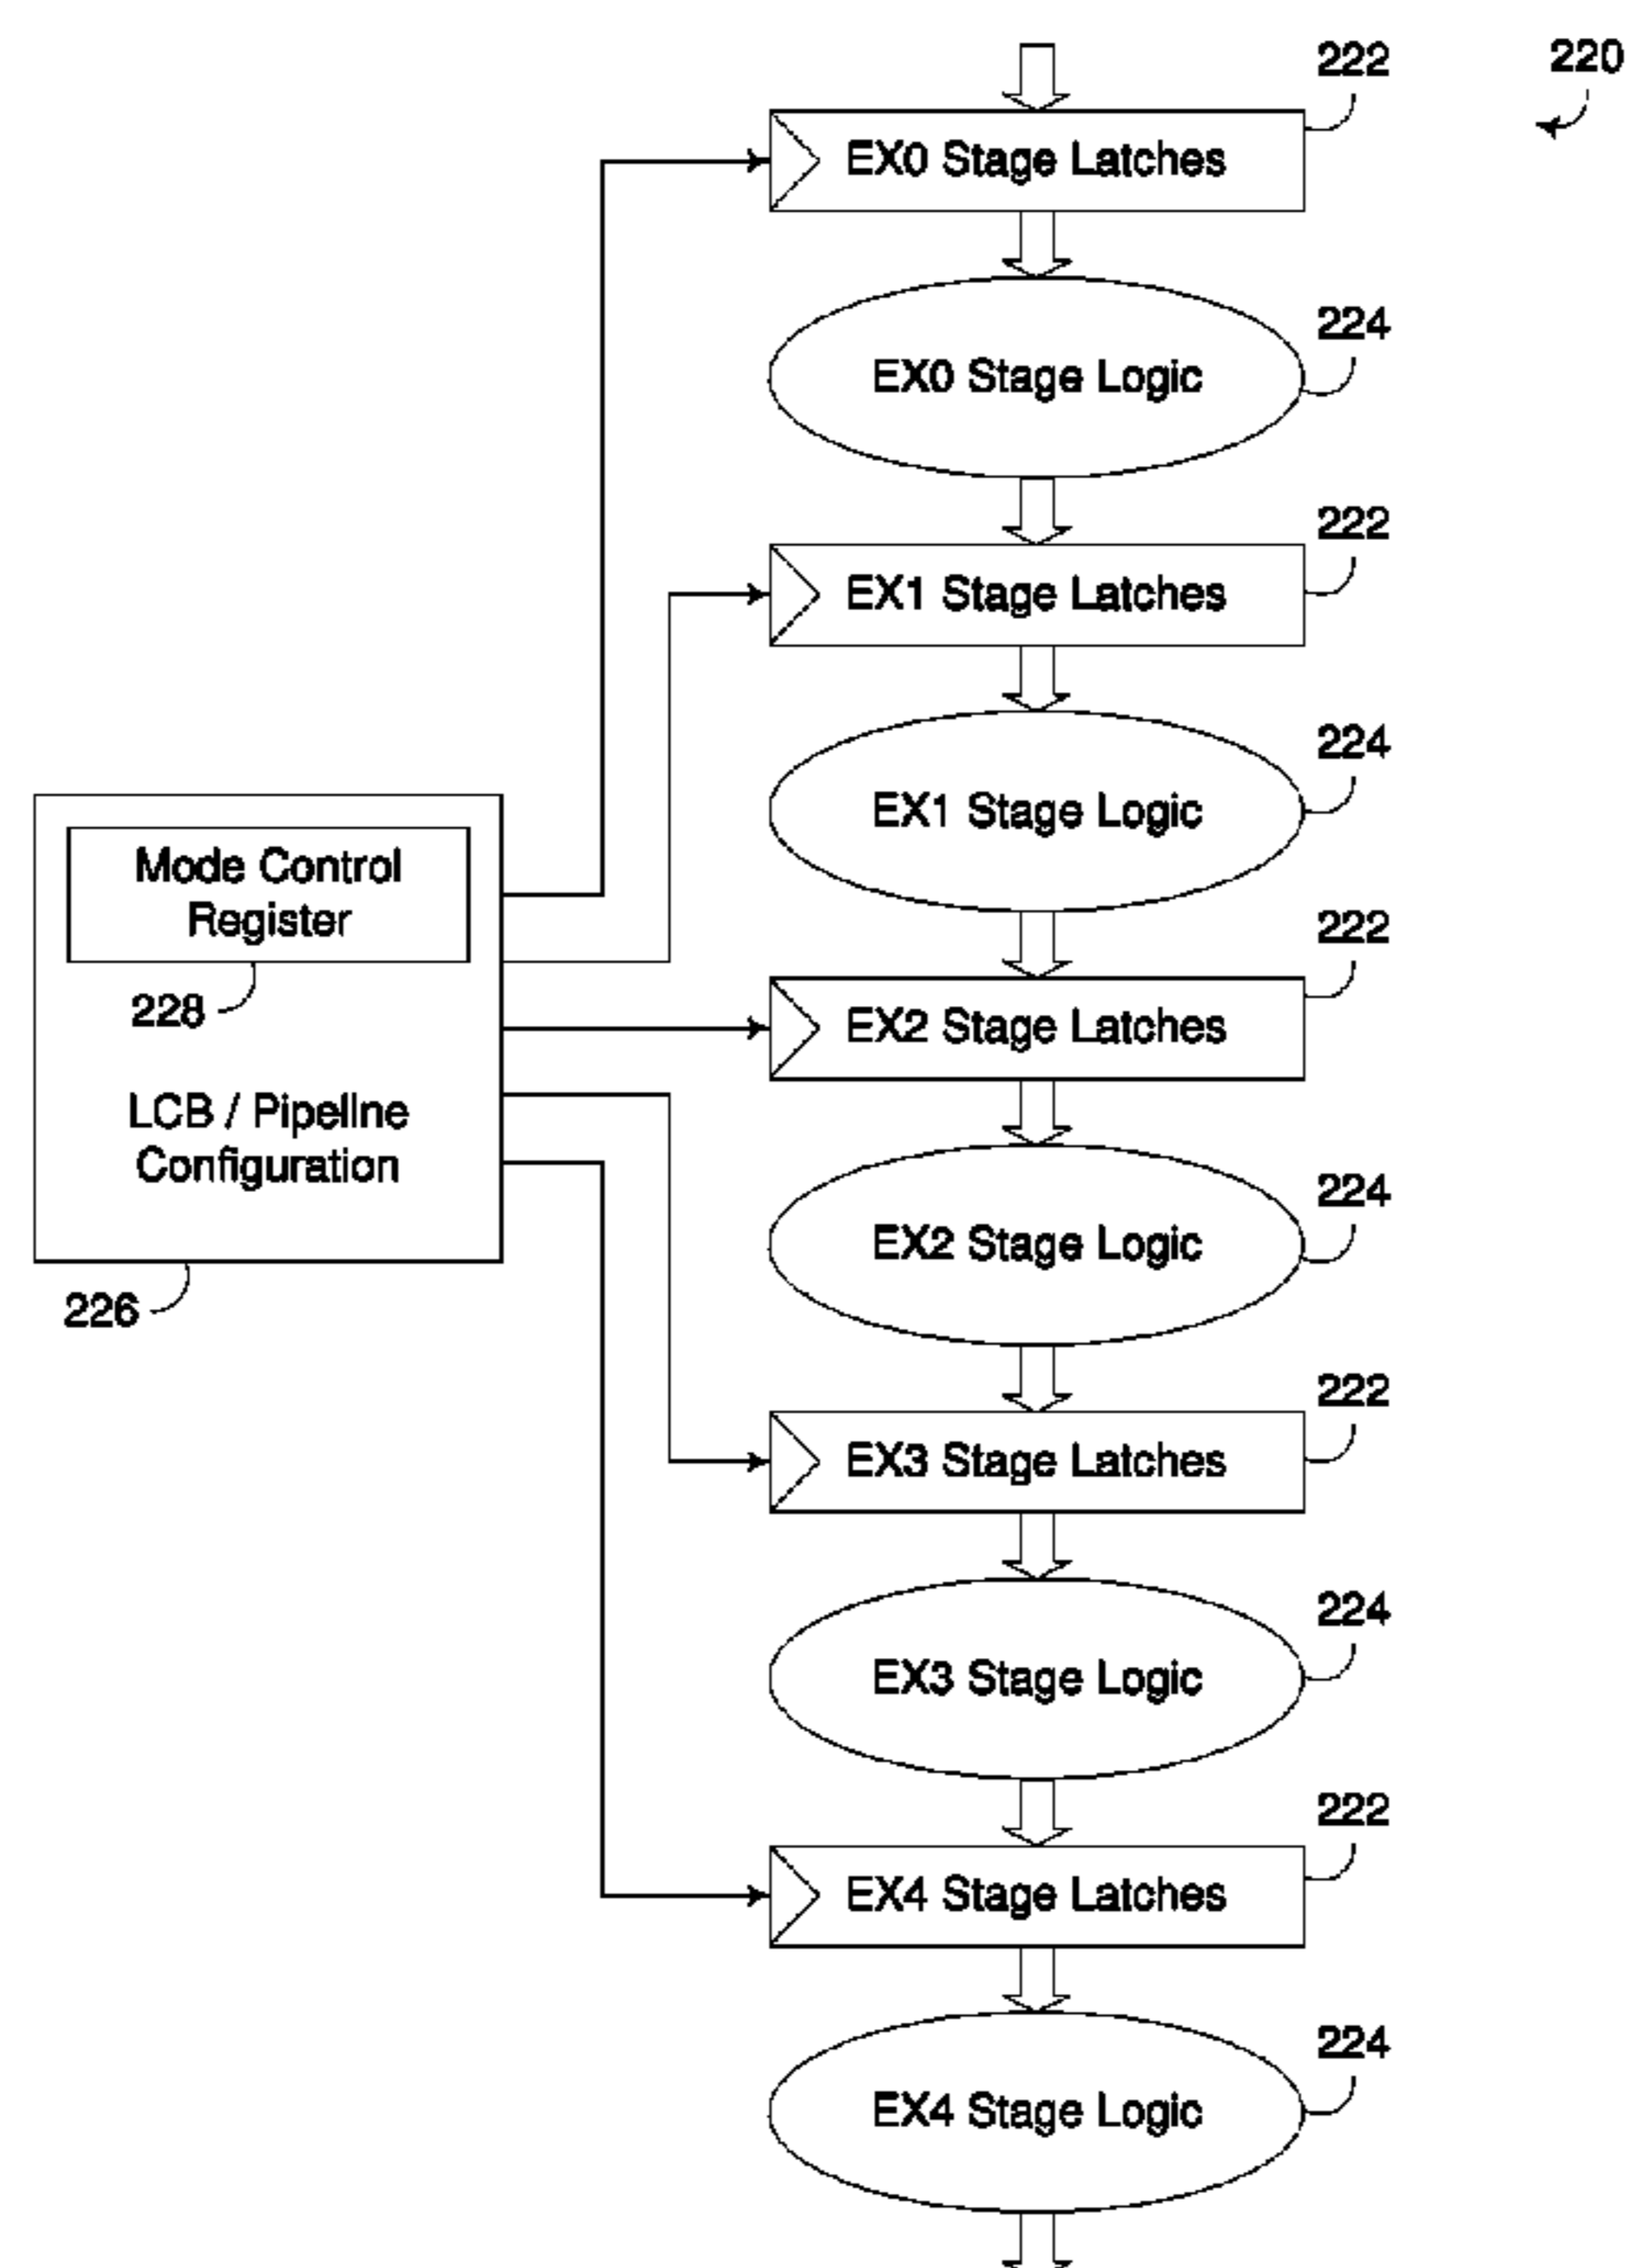 222
220
EX0 Stage Latches
224
EX0 Stage Logic
222
EX1 Stage Latches
224
EX1 Stage Logic
Mode Control
Register
228
LCB / Pipeline
Configuration
226
222
EX2 Stage Latches
224
EX2 Stage Logic
222
EX3 Stage Latches
224
EX3 Stage Logic
222
EX4 Stage Latches
224
EX4 Stage Logic